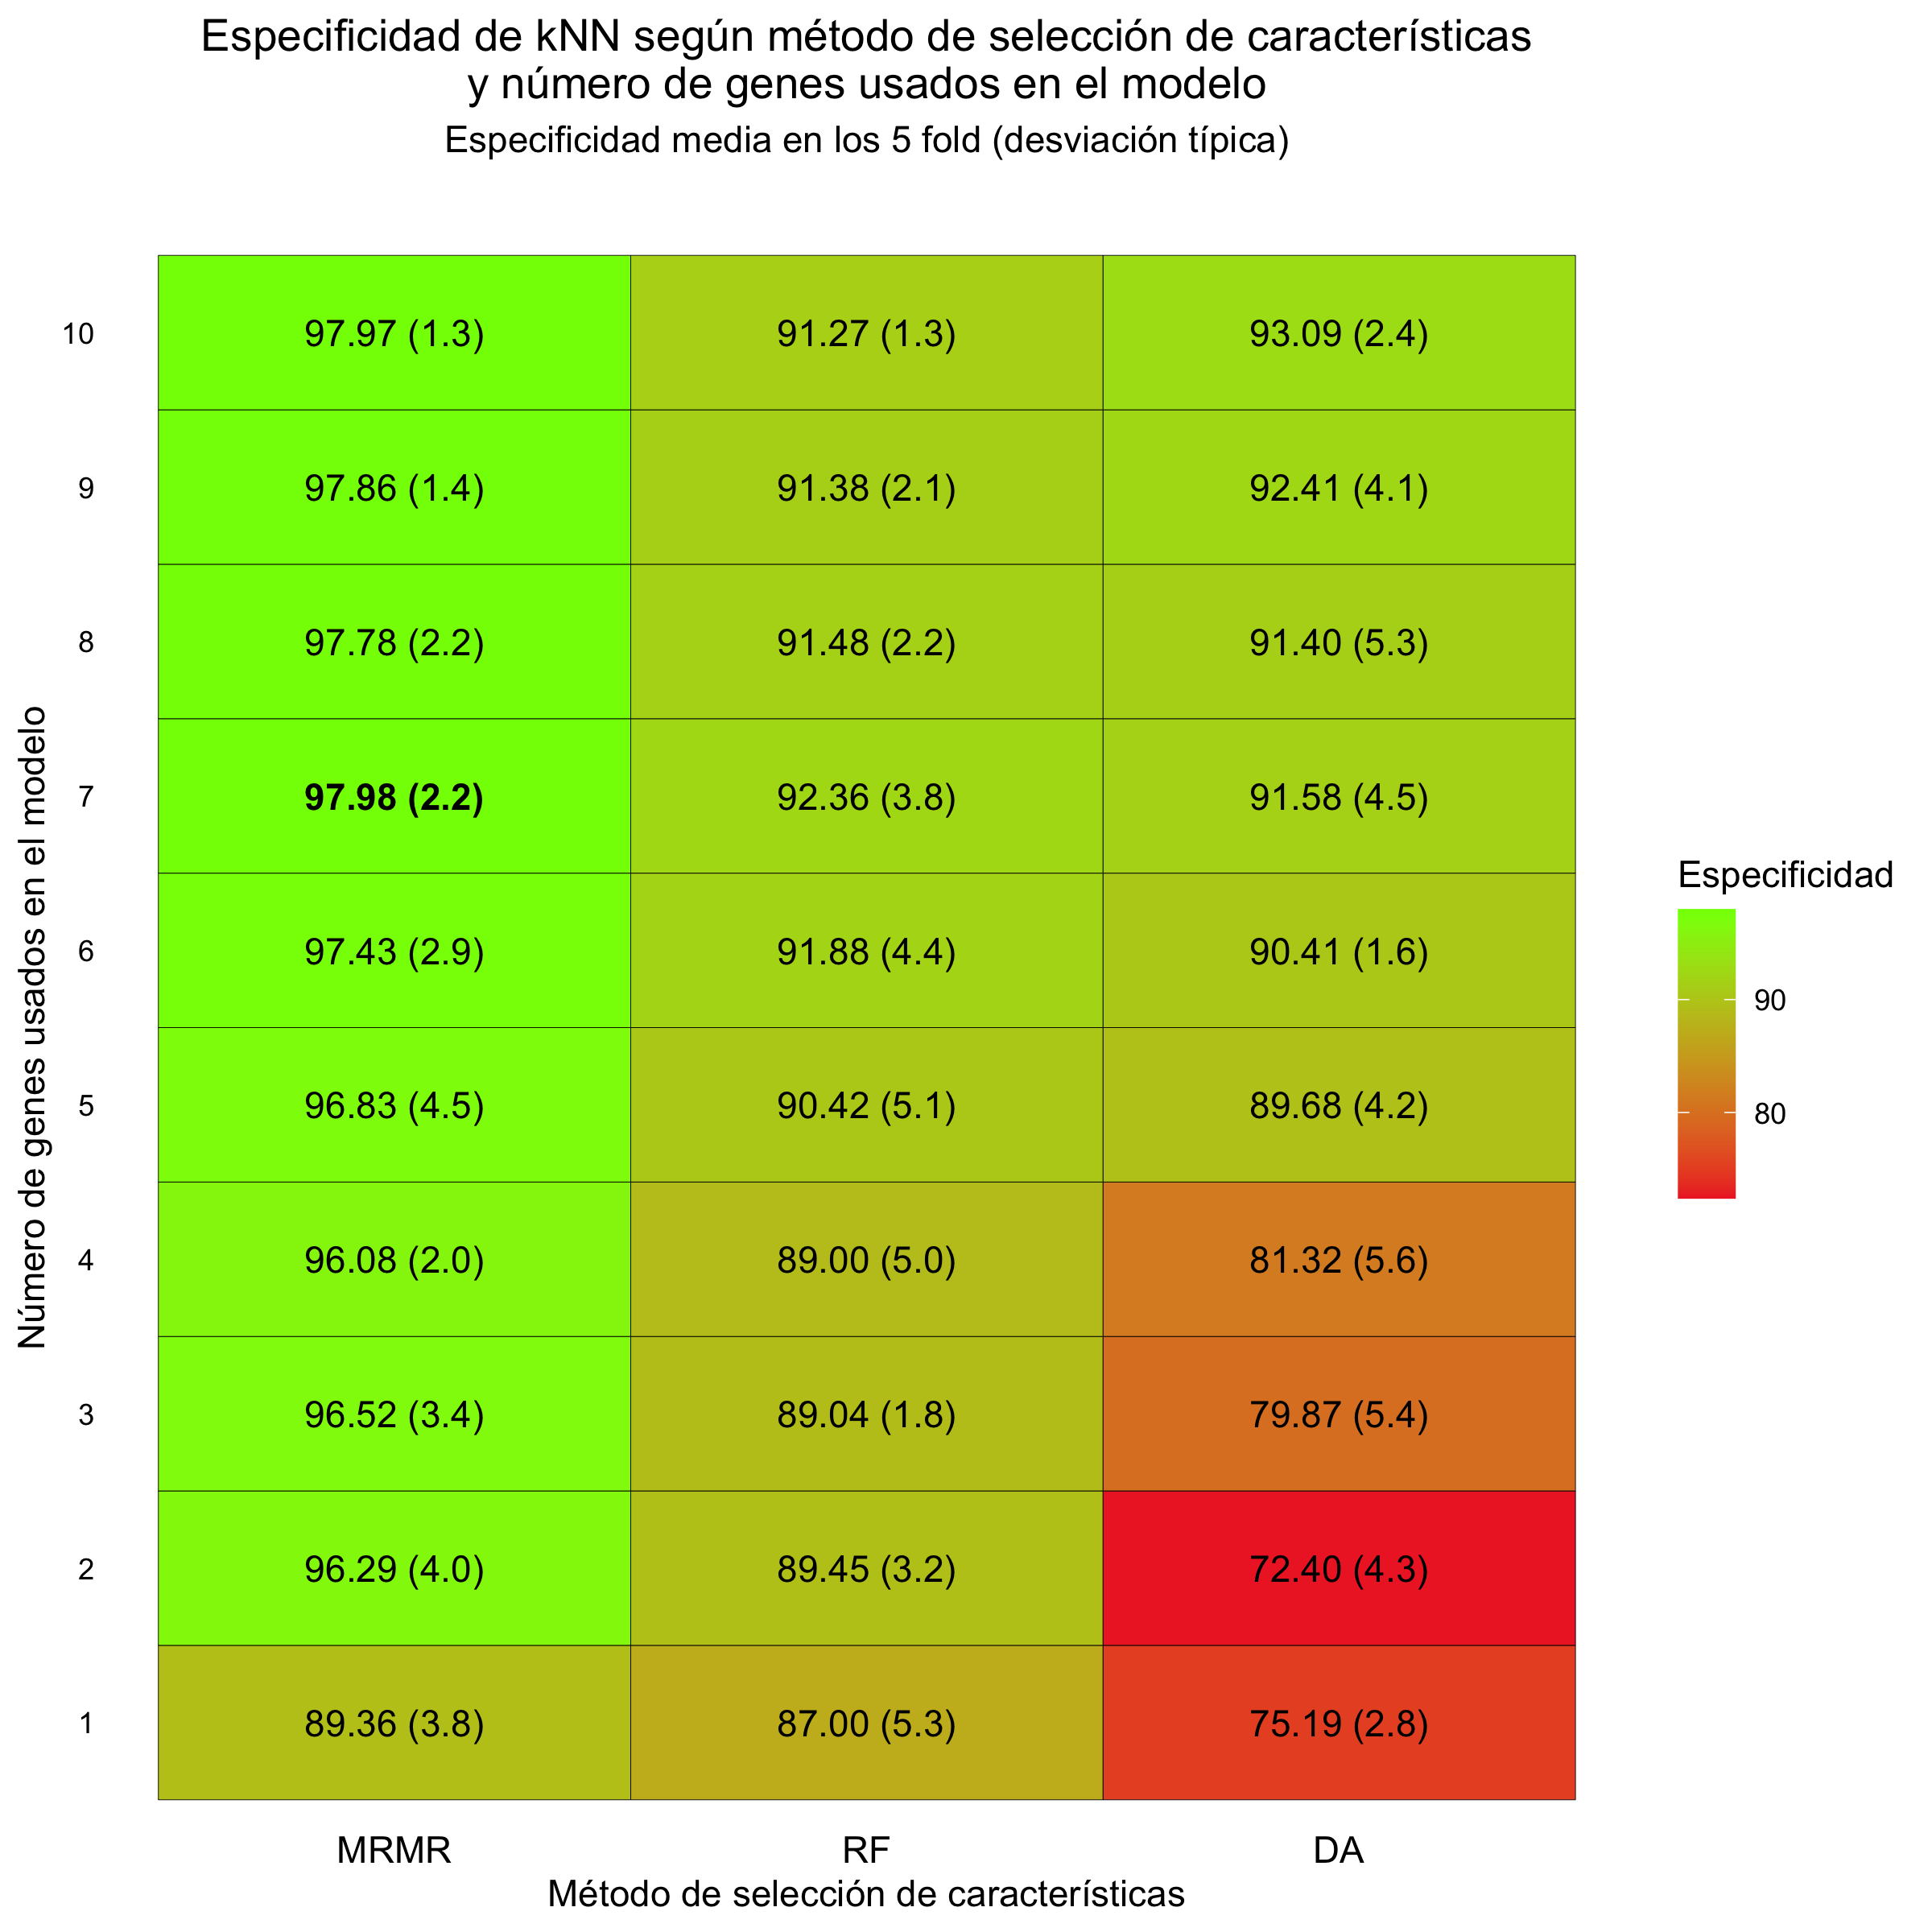 Especificidad de kNN según método de selección de características
y número de genes usados en el modelo
Especificidad media en los 5 fold (desviación típica)
10 97.97 (1.3) 91.27 (1.3) 93.09 (2.4)
9 97.86 (1.4) 91.38 (2.1) 92.41 (4.1)
8 97.78 (2.2) 91.48 (2.2) 91.40 (5.3)
7 97.98 (2.2) 92.36 (3.8) 91.58 (4.5)
6 97.43 (2.9) 91.88 (4.4) 90.41 (1.6)
5 96.83 (4.5) 90.42 (5.1) 89.68 (4.2)
4 96.08 (2.0) 89.00 (5.0) 81.32 (5.6)
3 96.52 (3.4) 89.04 (1.8) 79.87 (5.4)
2 96.29 (4.0) 89.45 (3.2) 72.40 (4.3)
1 89.36 (3.8) 87.00 (5.3) 75.19 (2.8)
MRMR RF DA
Método de selección de características
Número de genes usados en el modelo
Especificidad
90
80